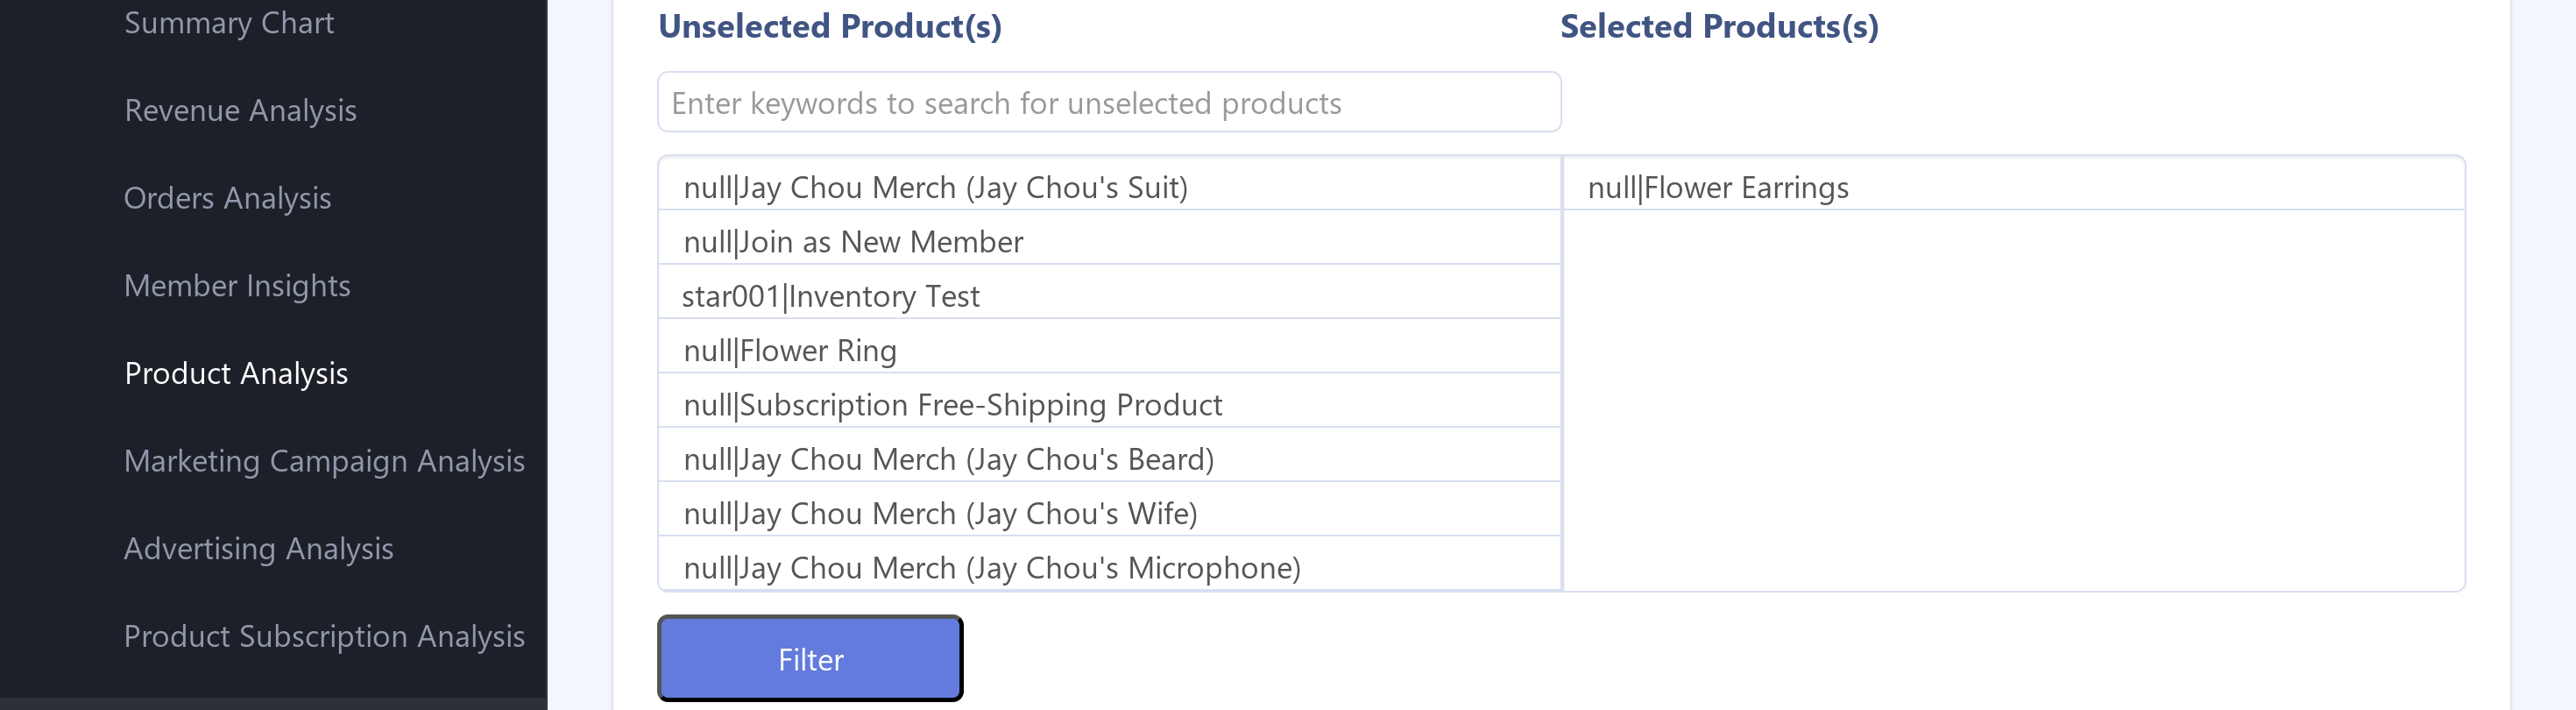 Summary Chart
Revenue Analysis
Orders Analysis
Member Insights
Product Analysis
Marketing Campaign Analysis
Advertising Analysis
Product Subscription Analysis
Unselected Product(s)
Selected Products(s)
Enter keywords to search for unselected products
null|Jay Chou Merch (Jay Chou's Suit)
null|Join as New Member
star001|Inventory Test
null|Flower Ring
null|Subscription Free-Shipping Product
null|Jay Chou Merch (Jay Chou's Beard)
null|Jay Chou Merch (Jay Chou's Wife)
null|Jay Chou Merch (Jay Chou's Microphone)
null|Flower Earrings
Filter